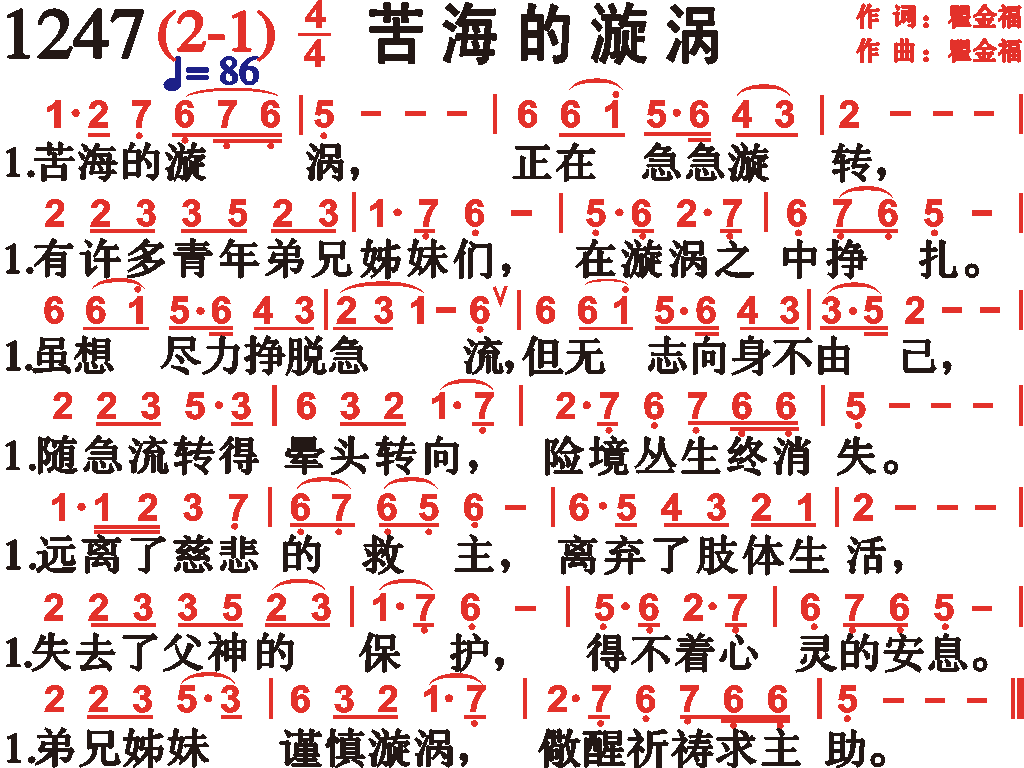 1247 (2-1) 4/4 苦海的漩涡 作 词：瞿金福
♩= 86 作 曲：瞿金福
1· 2 7 6 7 6 | 5 － － － | 6 6 1 5·6 4 3 | 2 － － － |
1.苦海的漩 涡， 正在 急急漩 转，
2 2 3 3 5 2 3 | 1· 7 6 － | 5·6 2·7 | 6 7 6 5 － |
1.有许多青年弟兄姊妹们， 在漩涡之 中挣 扎。
6 6 1 5·6 4 3 | 2 3 1－ 6 ∨ | 6 6 1 5·6 4 3 | 3·5 2 － － |
1.虽想 尽力挣脱急 流，但无 志向身不由 己，
2 2 3 5·3 | 6 3 2 1·7 | 2·7 6 7 6 6 | 5 － － － |
1.随急流转得 晕头转向， 险境丛生终消 失。
1·1 2 3 7 | 6 7 6 5 6 － | 6·5 4 3 2 1 | 2 － － － |
1.远离了慈悲 的 救 主， 离弃了肢体生 活，
2 2 3 3 5 2 3 | 1·7 6 － | 5·6 2·7 | 6 7 6 5 － |
1.失去了父神的 保 护， 得不着心 灵的安息。
2 2 3 5·3 | 6 3 2 1·7 | 2·7 6 7 6 6 | 5 － － － ‖
1.弟兄姊妹 谨慎漩涡， 儆醒祈祷求主 助。